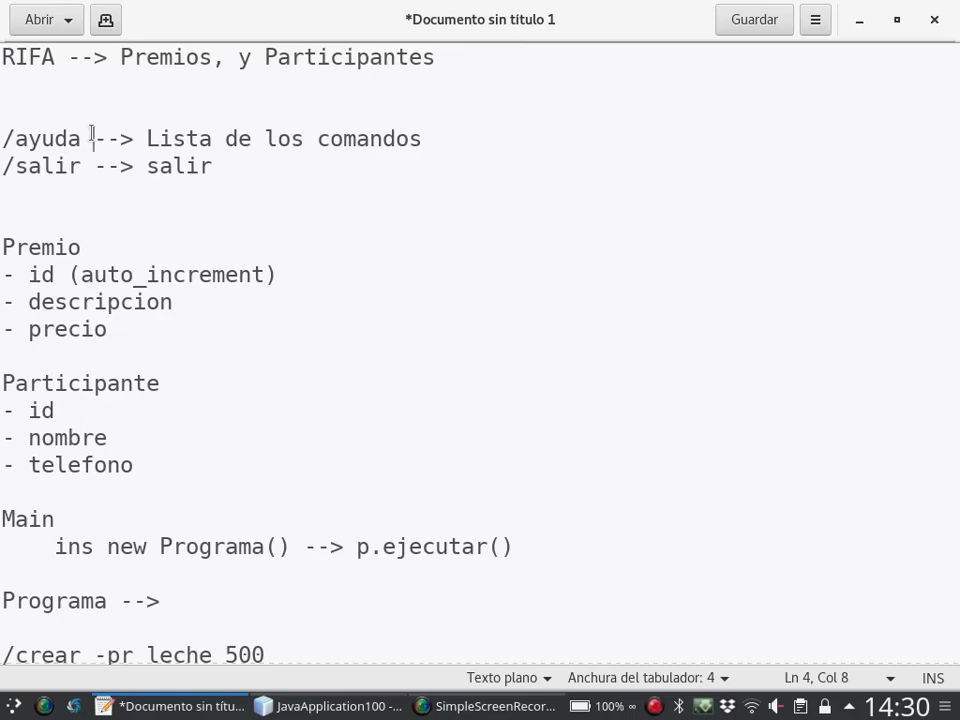 Abrir
*Documento sin título 1
Guardar
RIFA --> Premios, y Participantes
/ayuda --> Lista de los comandos
/salir --> salir
Premio
- id (auto_increment)
- descripcion
- precio
Participante
- id
- nombre
- telefono
Main
ins new Programa() --> p.ejecutar()
Programa -->
/crear -pr leche 500
Texto plano
Anchura del tabulador: 4
Ln 4, Col 8
INS
*Documento sin títu...
JavaApplication100 -...
SimpleScreenRecor...
100%
14:30